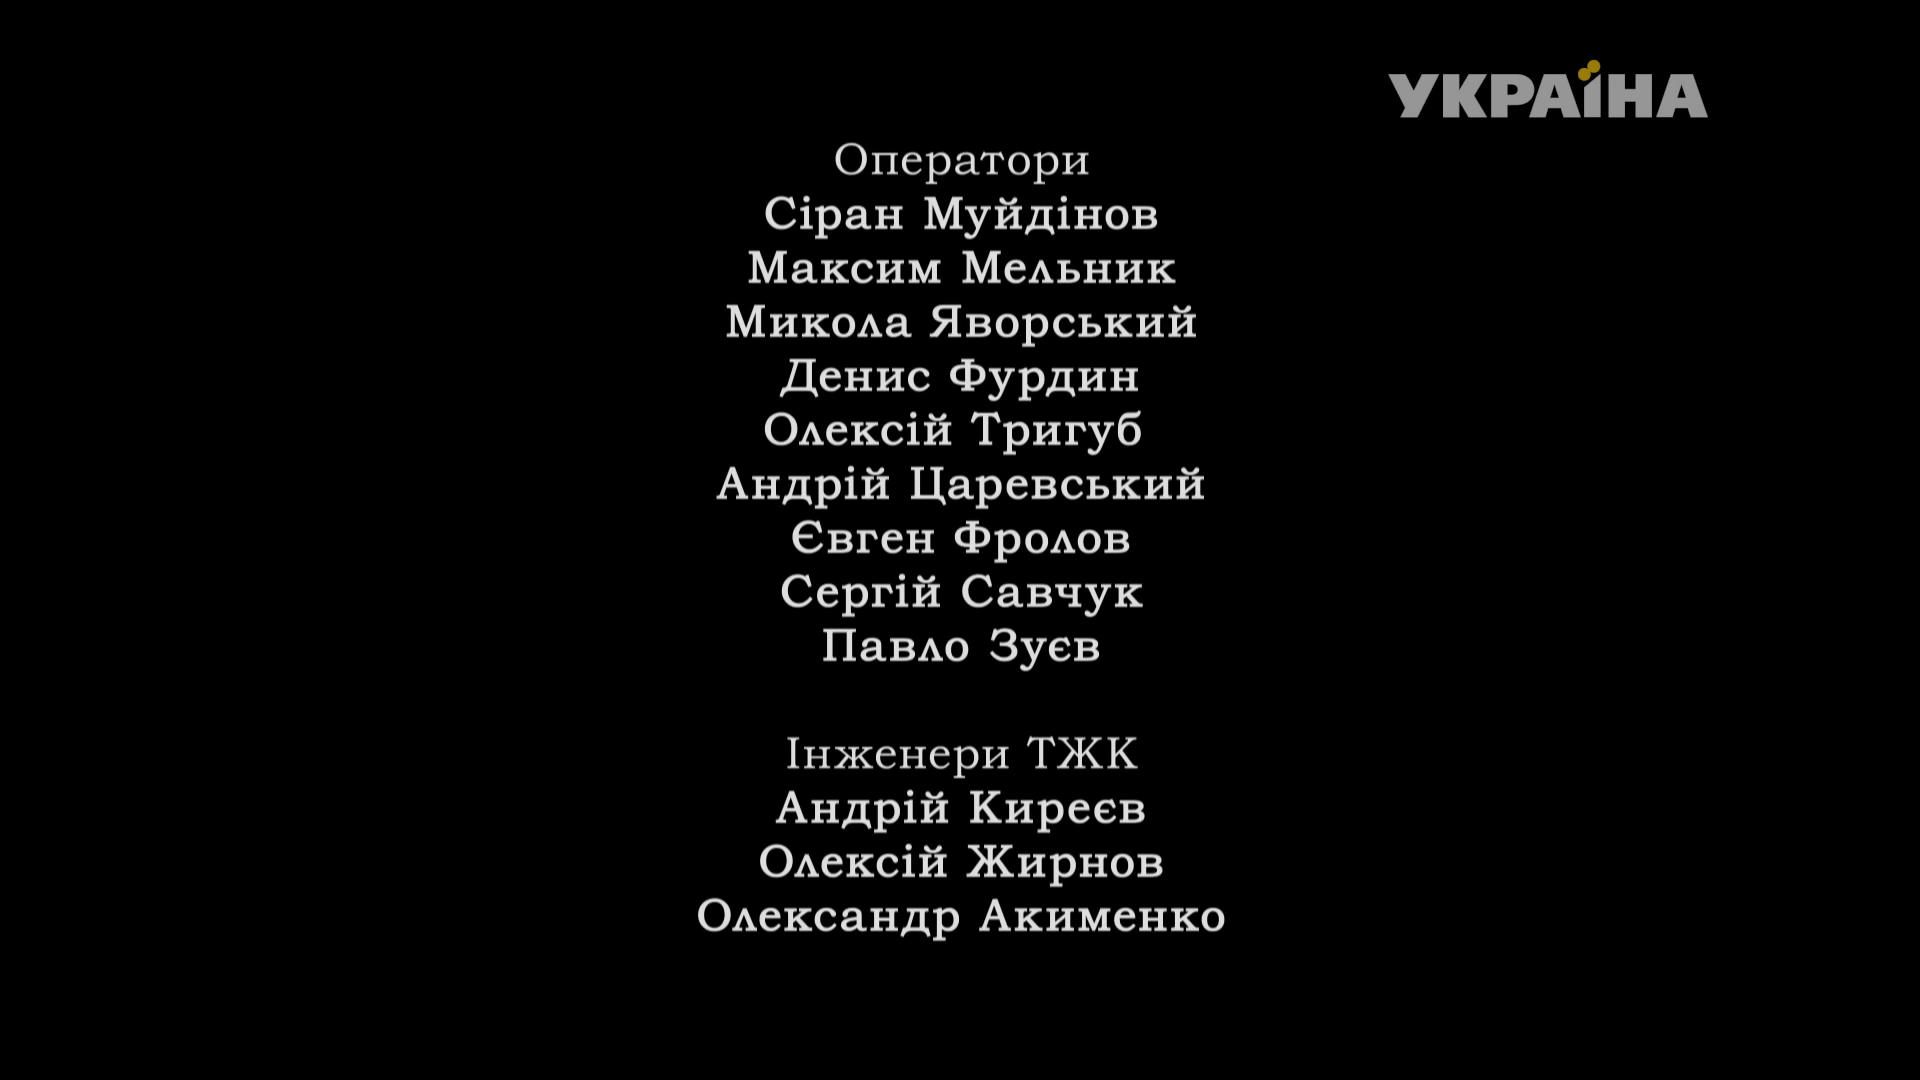 УКРАЇНА
Оператори
Сіран Муйдінов
Максим Мельник
Микола Яворський
Денис Фурдин
Олексій Тригуб
Андрій Царевський
Євген Фролов
Сергій Савчук
Павло Зуєв
Інженери ТЖК
Андрій Киреєв
Олексій Жирнов
Олександр Акименко